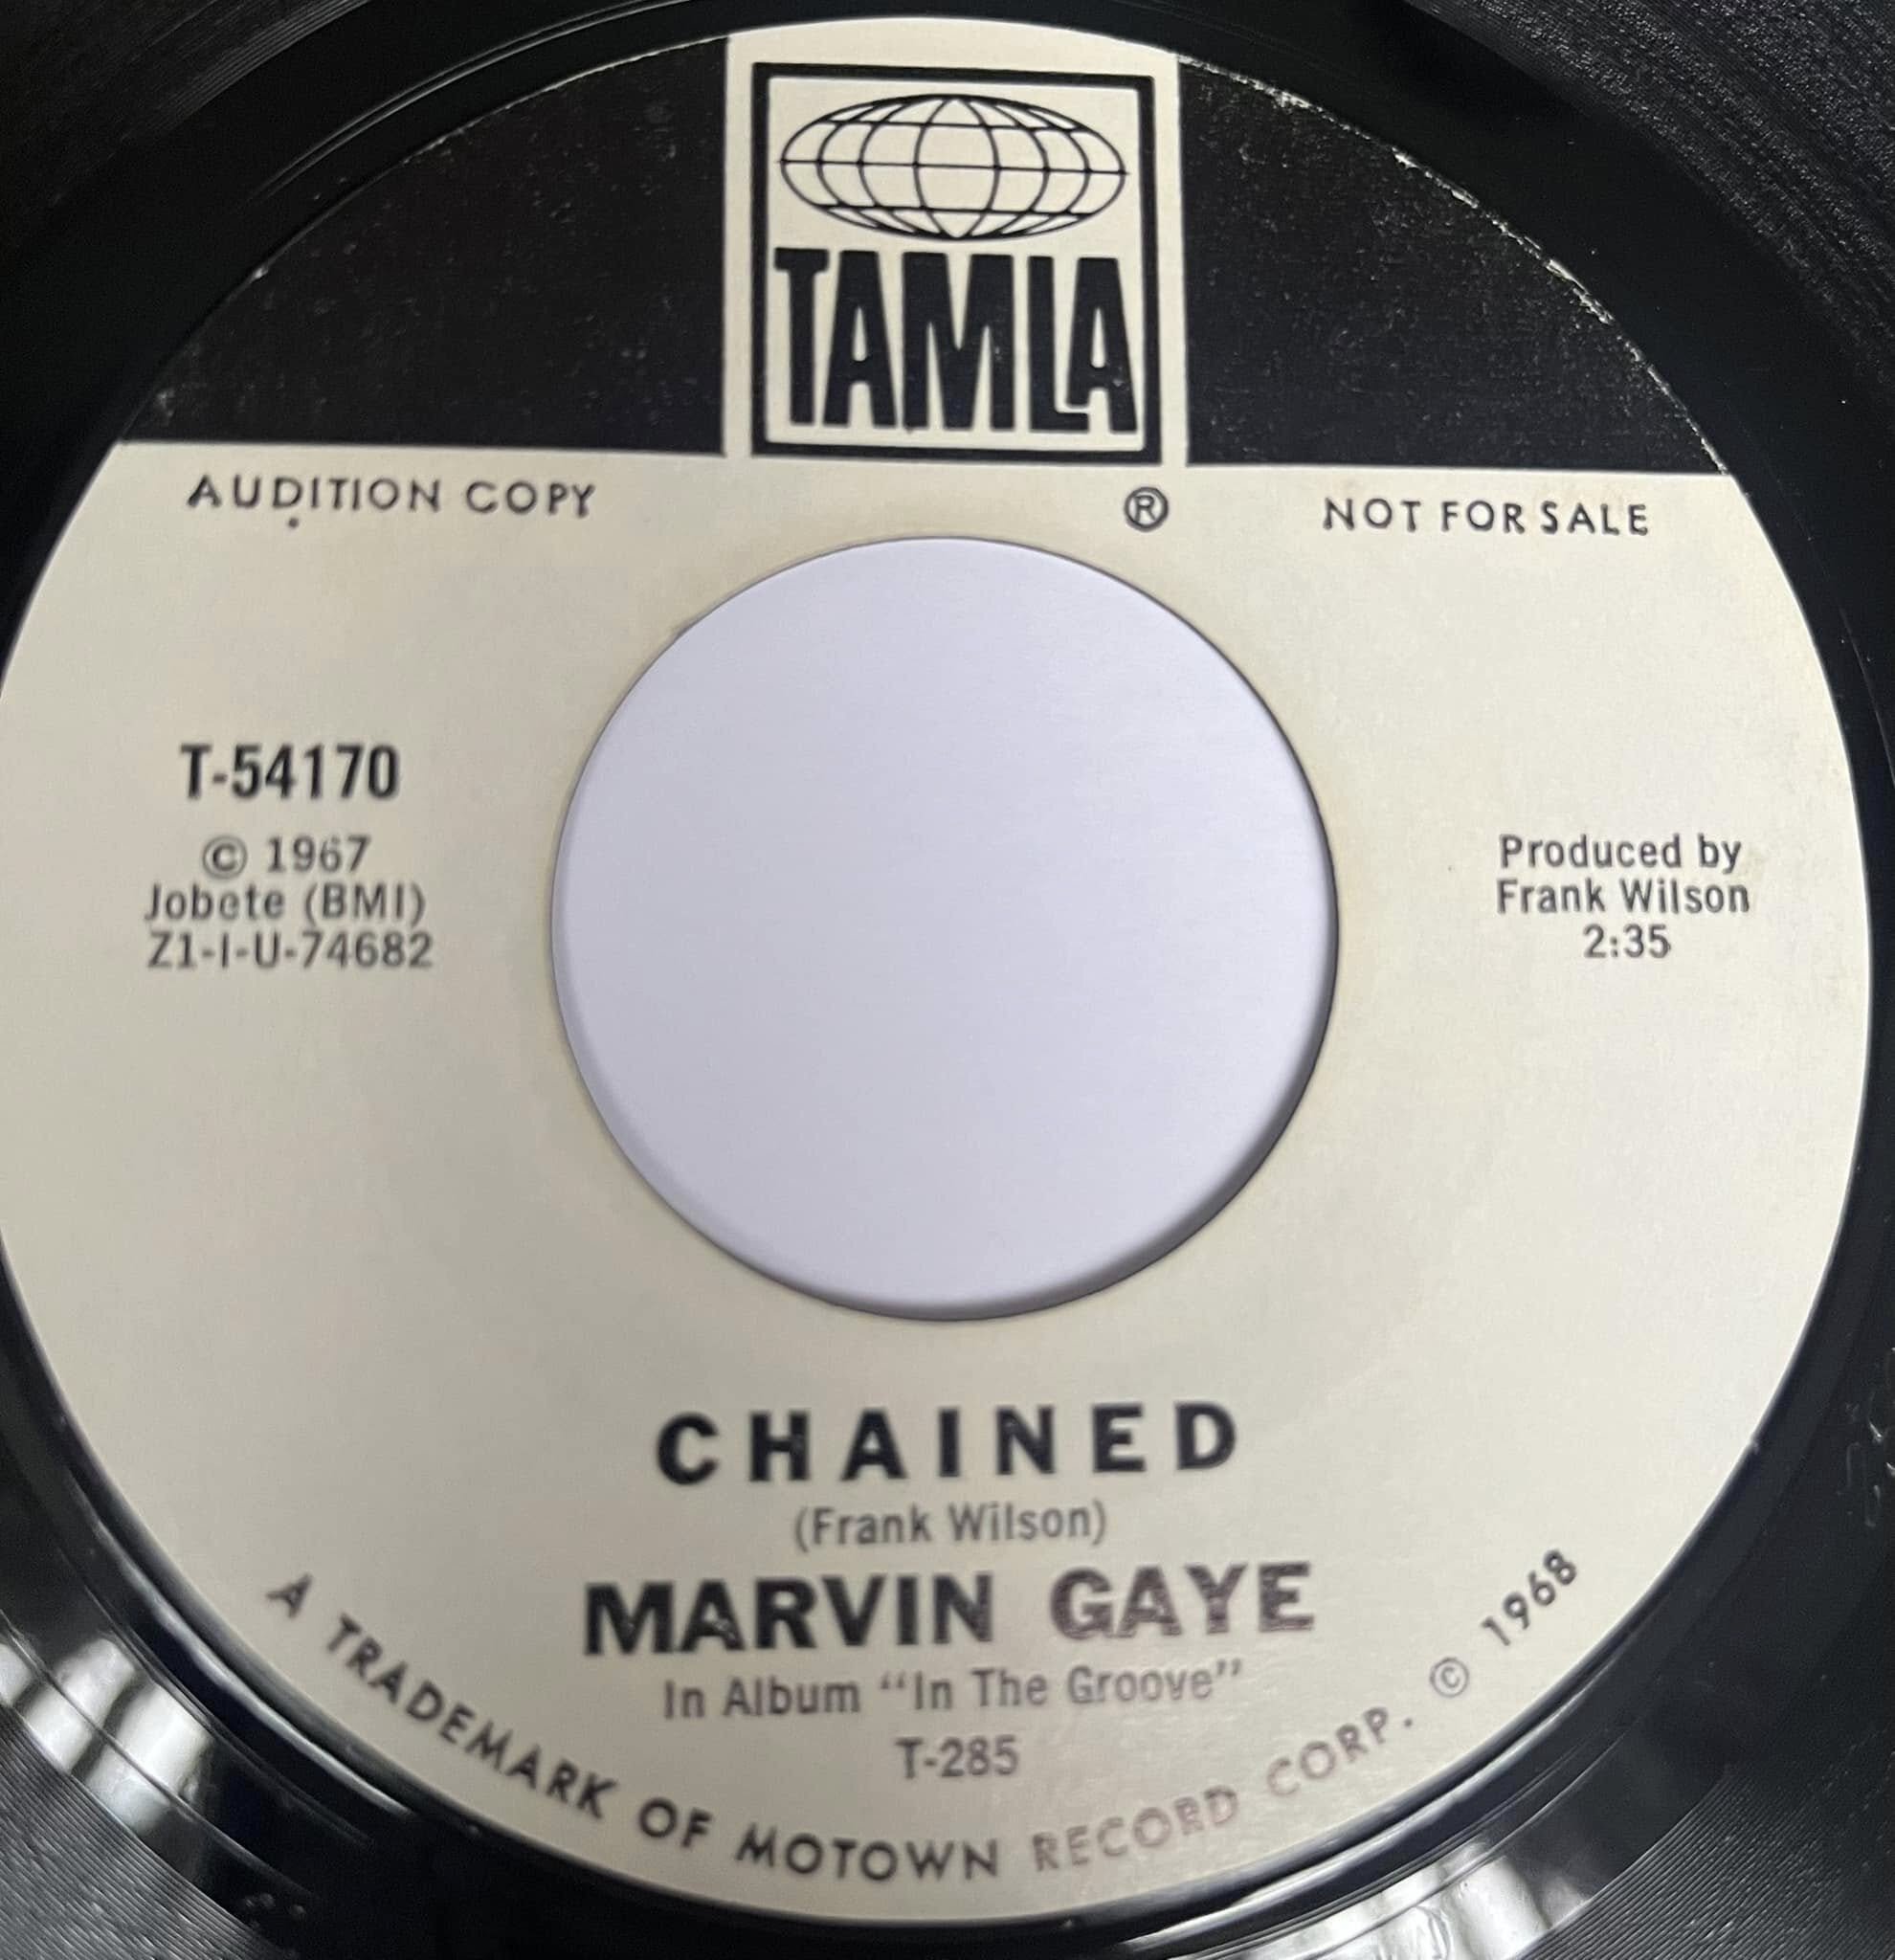 TAMLA
AUDITION COPY
®
NOT FOR SALE
T-54170
© 1967
Jobete (BMI)
Z1-I-U-74682
Produced by
Frank Wilson
2:35
CHAINED
(Frank Wilson)
MARVIN GAYE
In Album “In The Groove”
T-285
A TRADEMARK OF MOTOWN RECORD CORP. © 1968